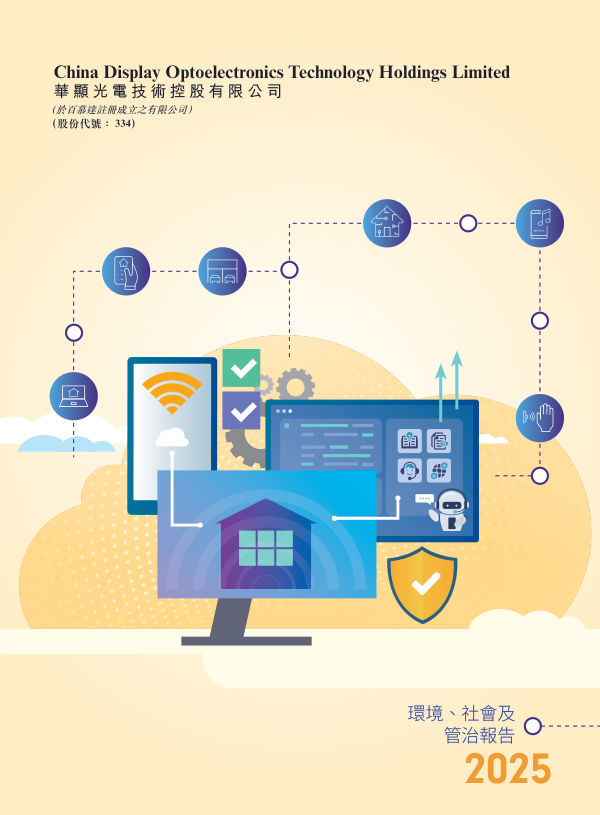 China Display Optoelectronics Technology Holdings Limited
華顯光電技術控股有限公司
(於百慕達註冊成立之有限公司)
(股份代號：334)
環境、社會及
管治報告
2025